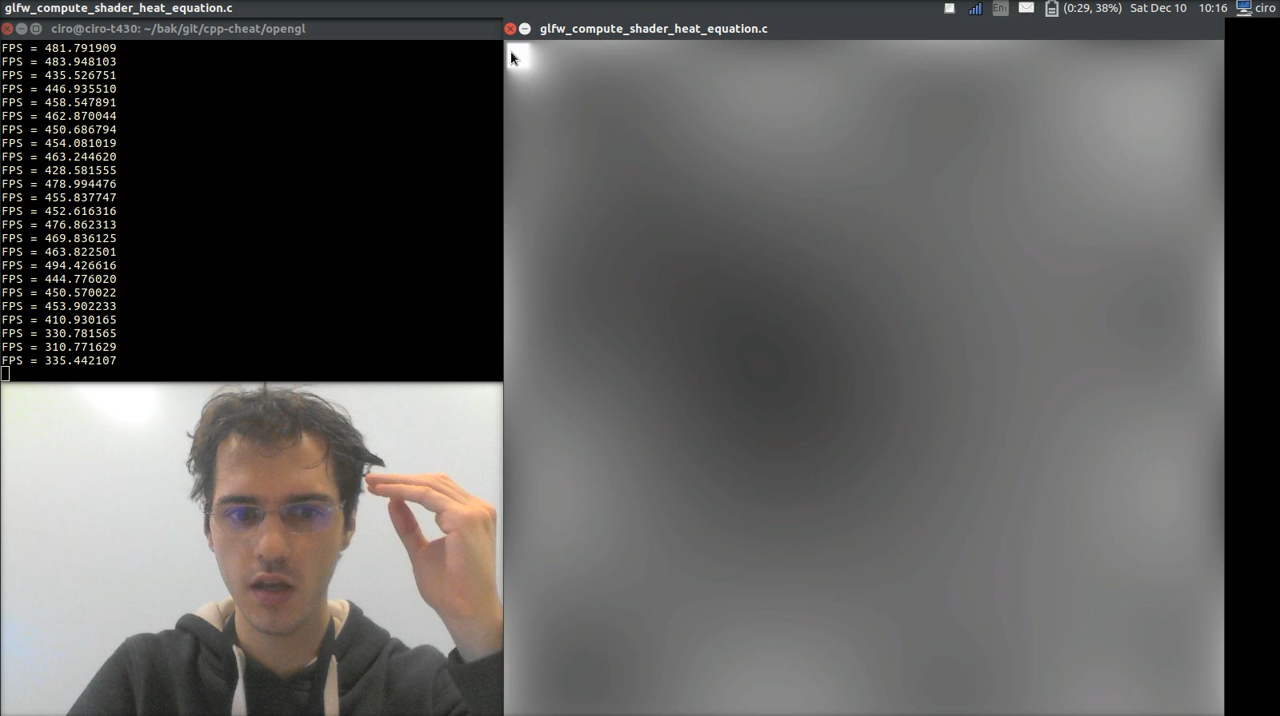 glfw_compute_shader_heat_equation.c
En1 (0:29, 38%) Sat Dec 10 10:16 ciro
ciro@ciro-t430: ~/bak/git/cpp-cheat/opengl
glfw_compute_shader_heat_equation.c
FPS = 481.791909
FPS = 483.948103
FPS = 435.526751
FPS = 446.935510
FPS = 458.547891
FPS = 462.870044
FPS = 450.686794
FPS = 454.081019
FPS = 463.244620
FPS = 428.581555
FPS = 478.994476
FPS = 455.837747
FPS = 452.616316
FPS = 476.862313
FPS = 469.836125
FPS = 463.822501
FPS = 494.426616
FPS = 444.776020
FPS = 450.570022
FPS = 453.902233
FPS = 410.930165
FPS = 330.781565
FPS = 310.771629
FPS = 335.442107